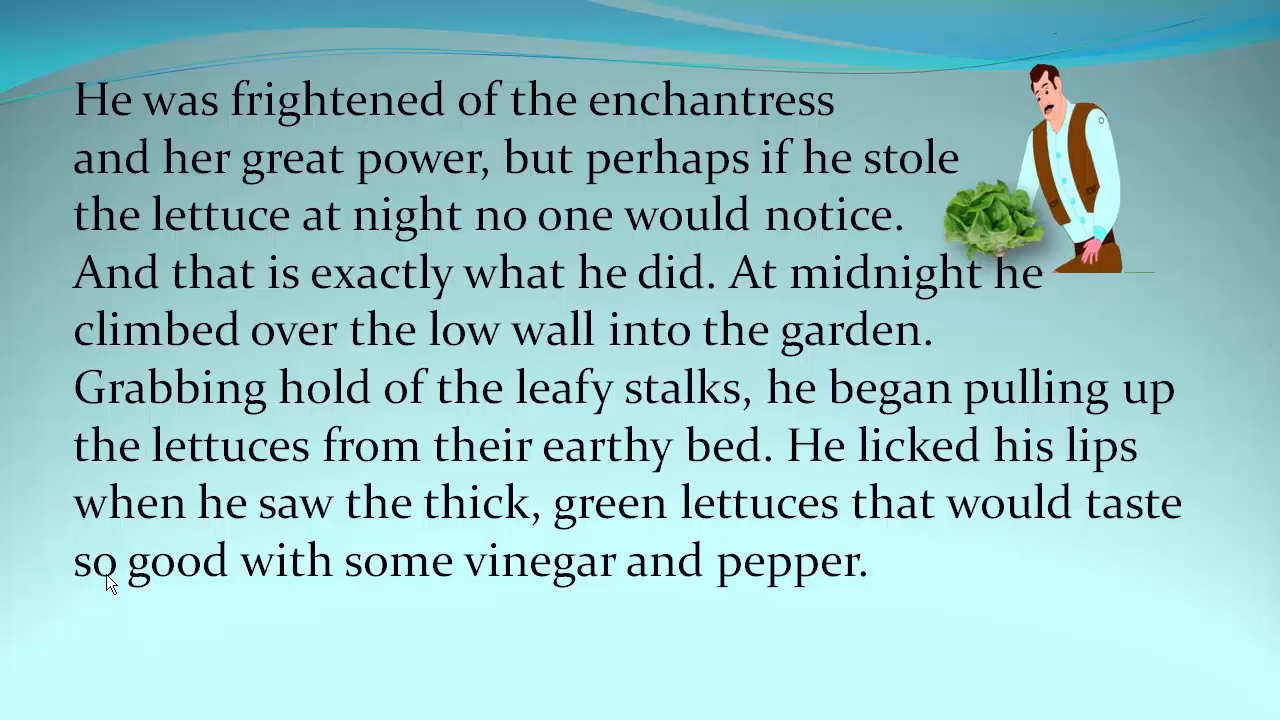 He was frightened of the enchantress
and her great power, but perhaps if he stole
the lettuce at night no one would notice.
And that is exactly what he did. At midnight he
climbed over the low wall into the garden.
Grabbing hold of the leafy stalks, he began pulling up
the lettuces from their earthy bed. He licked his lips
when he saw the thick, green lettuces that would taste
so good with some vinegar and pepper.